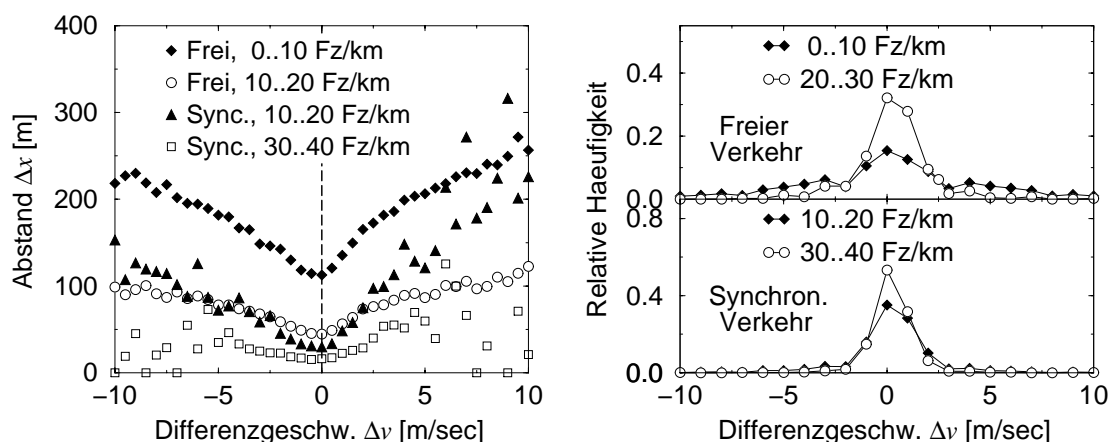 400
300
200
100
0
Abstand Δx [m]
Frei, 0..10 Fz/km
Frei, 10..20 Fz/km
Sync., 10..20 Fz/km
Sync., 30..40 Fz/km
−10 −5 0 5 10
Differenzgeschw. Δv [m/sec]
Relative Haeufigkeit
0.6
0.4
0.2
0.0
0..10 Fz/km
20..30 Fz/km
Freier
Verkehr
0.4
0.0
10..20 Fz/km
30..40 Fz/km
Synchron.
Verkehr
−10 −5 0 5 10
Differenzgeschw. Δv [m/sec]